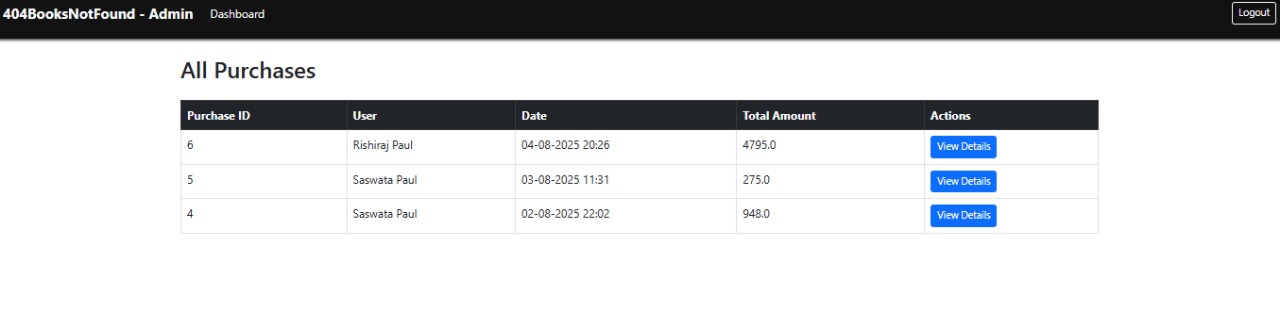 404BooksNotFound - Admin Dashboard Logout
All Purchases
Purchase ID User Date Total Amount Actions
6 Rishiraj Paul 04-08-2025 20:26 4795.0 View Details
5 Saswata Paul 03-08-2025 11:31 275.0 View Details
4 Saswata Paul 02-08-2025 22:02 948.0 View Details